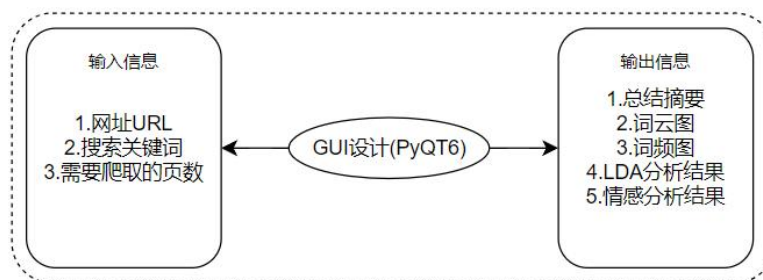 输入信息
1.网址URL
2.搜索关键词
3.需要爬取的页数
GUI设计(PyQT6)
输出信息
1.总结摘要
2.词云图
3.词频图
4.LDA分析结果
5.情感分析结果